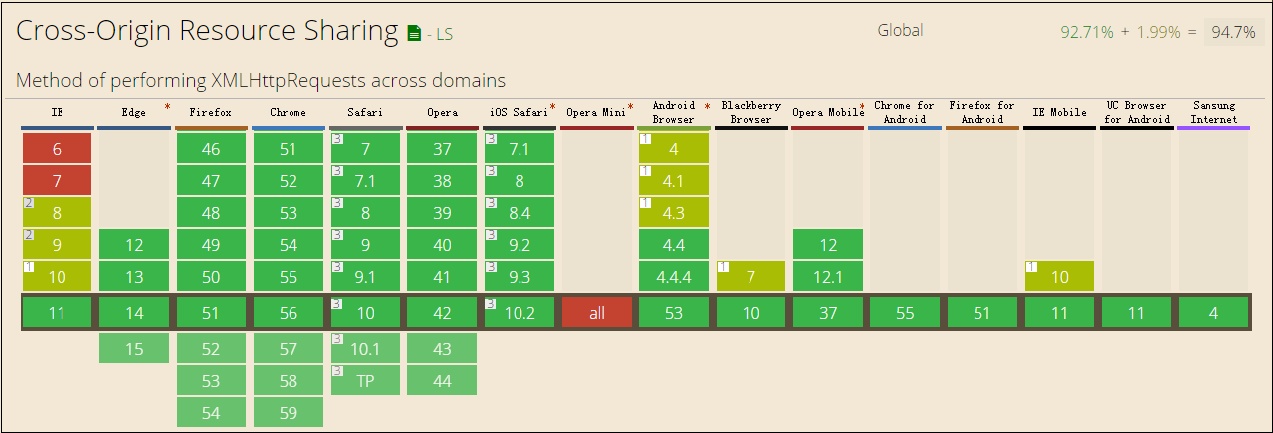 Cross-Origin Resource Sharing - LS Global 92.71% + 1.99% = 94.7%
Method of performing XMLHttpRequests across domains
IE Edge * Firefox Chrome Safari Opera iOS Safari * Opera Mini * Android Browser * Blackberry Browser Opera Mobile * Chrome for Android Firefox for Android IE Mobile UC Browser for Android Samsung Internet
6 46 51 3 7 37 3 7.1 1 4
7 47 52 3 7.1 38 3 8 1 4.1
2 8 48 53 3 8 39 3 8.4 1 4.3
2 9 12 49 54 3 9 40 3 9.2 4.4 12
1 10 13 50 55 3 9.1 41 3 9.3 4.4.4 1 7 12.1 1 10
11 14 51 56 3 10 42 3 10.2 all 53 10 37 55 51 11 11 4
15 52 57 3 10.1 43
53 58 3 TP 44
54 59